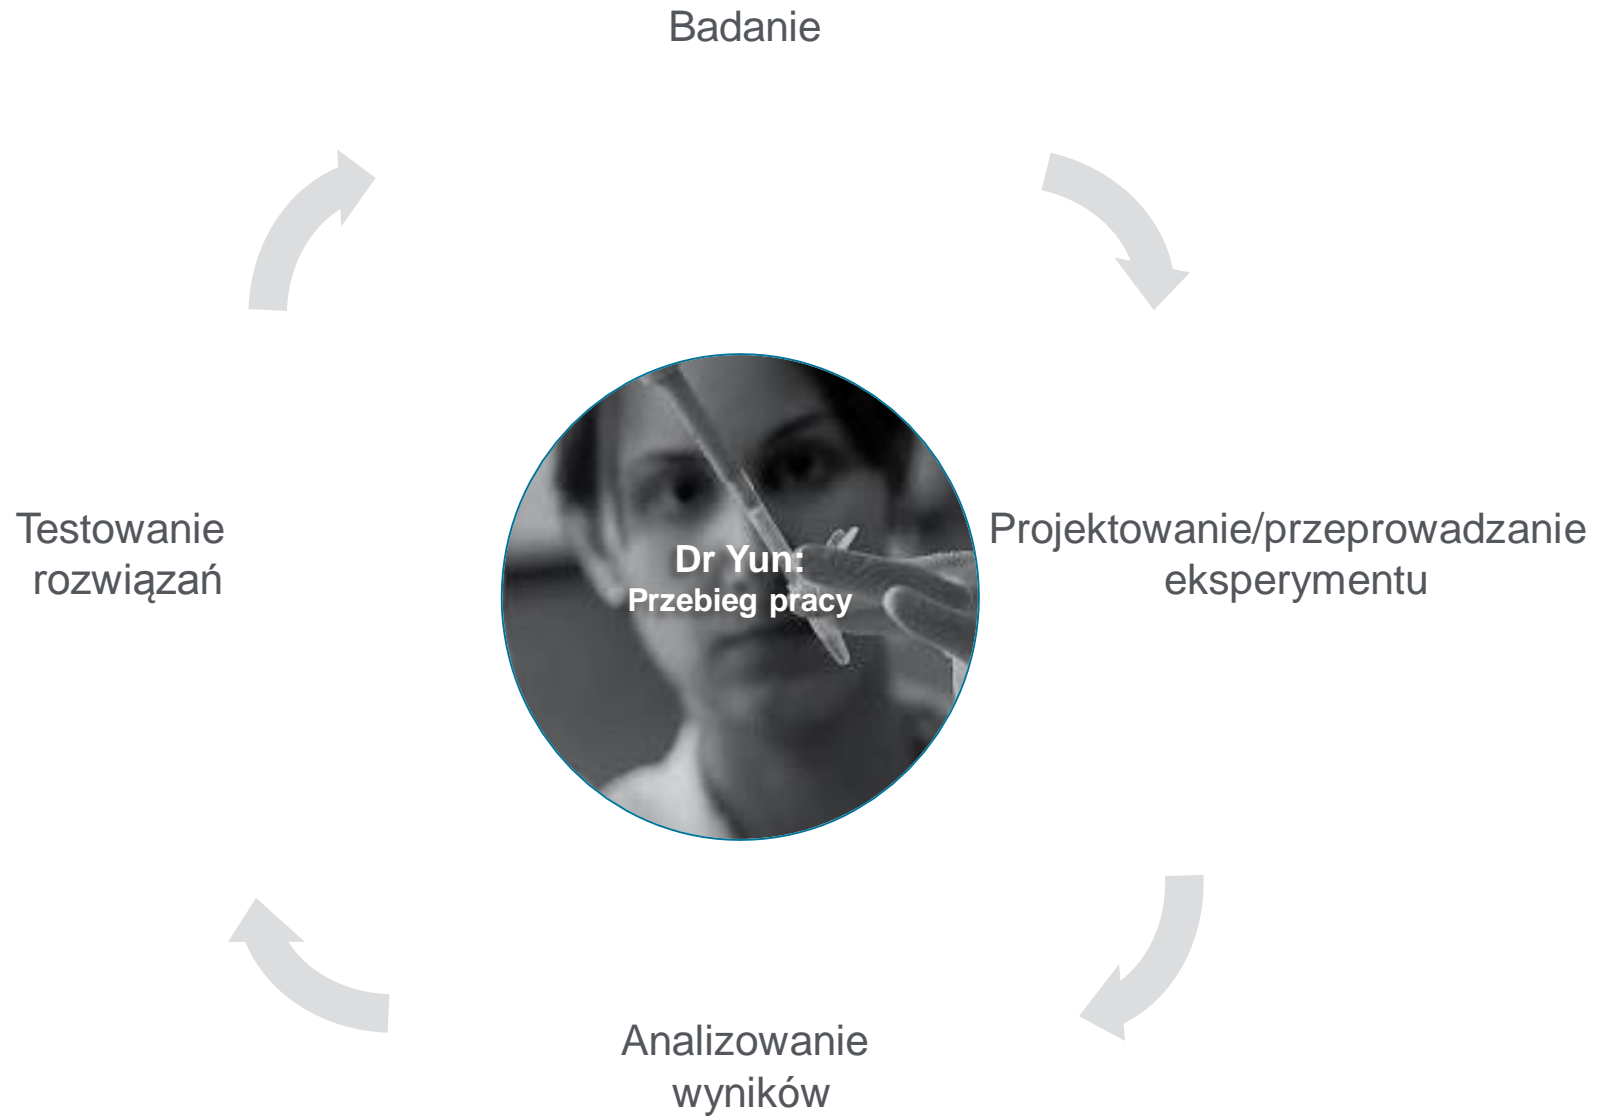 Badanie
Projektowanie/przeprowadzanie
eksperymentu
Analizowanie
wyników
Testowanie
rozwiązań
Dr Yun:
Przebieg pracy